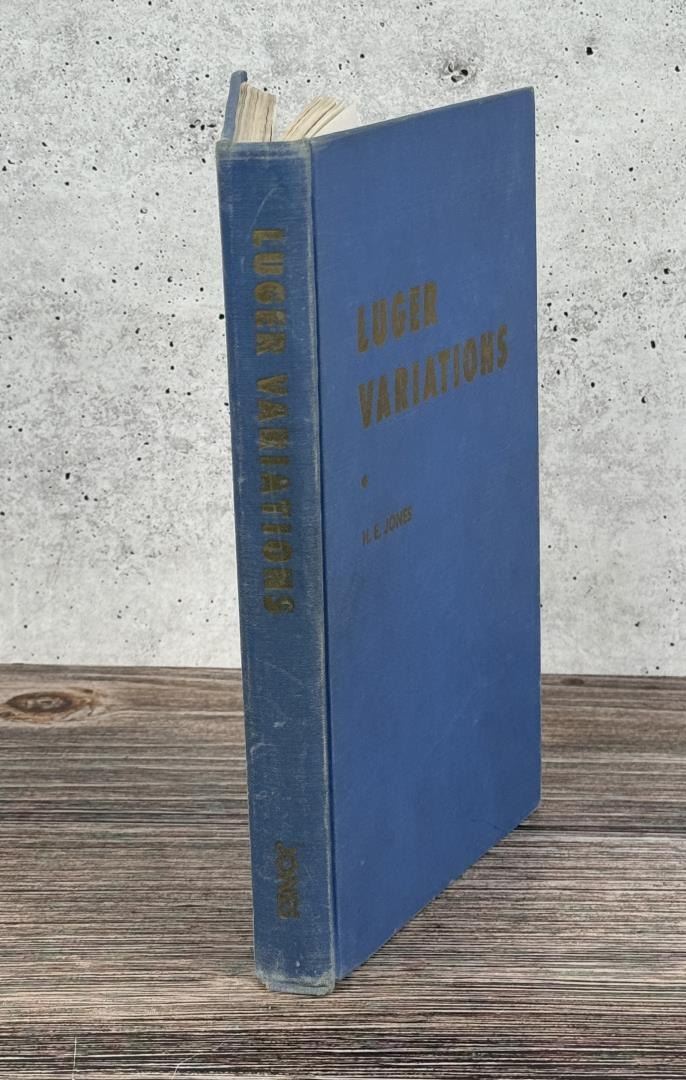 LUGER VARIATIONS
JONES
LUGER
VARIATIONS
H. E. JONES